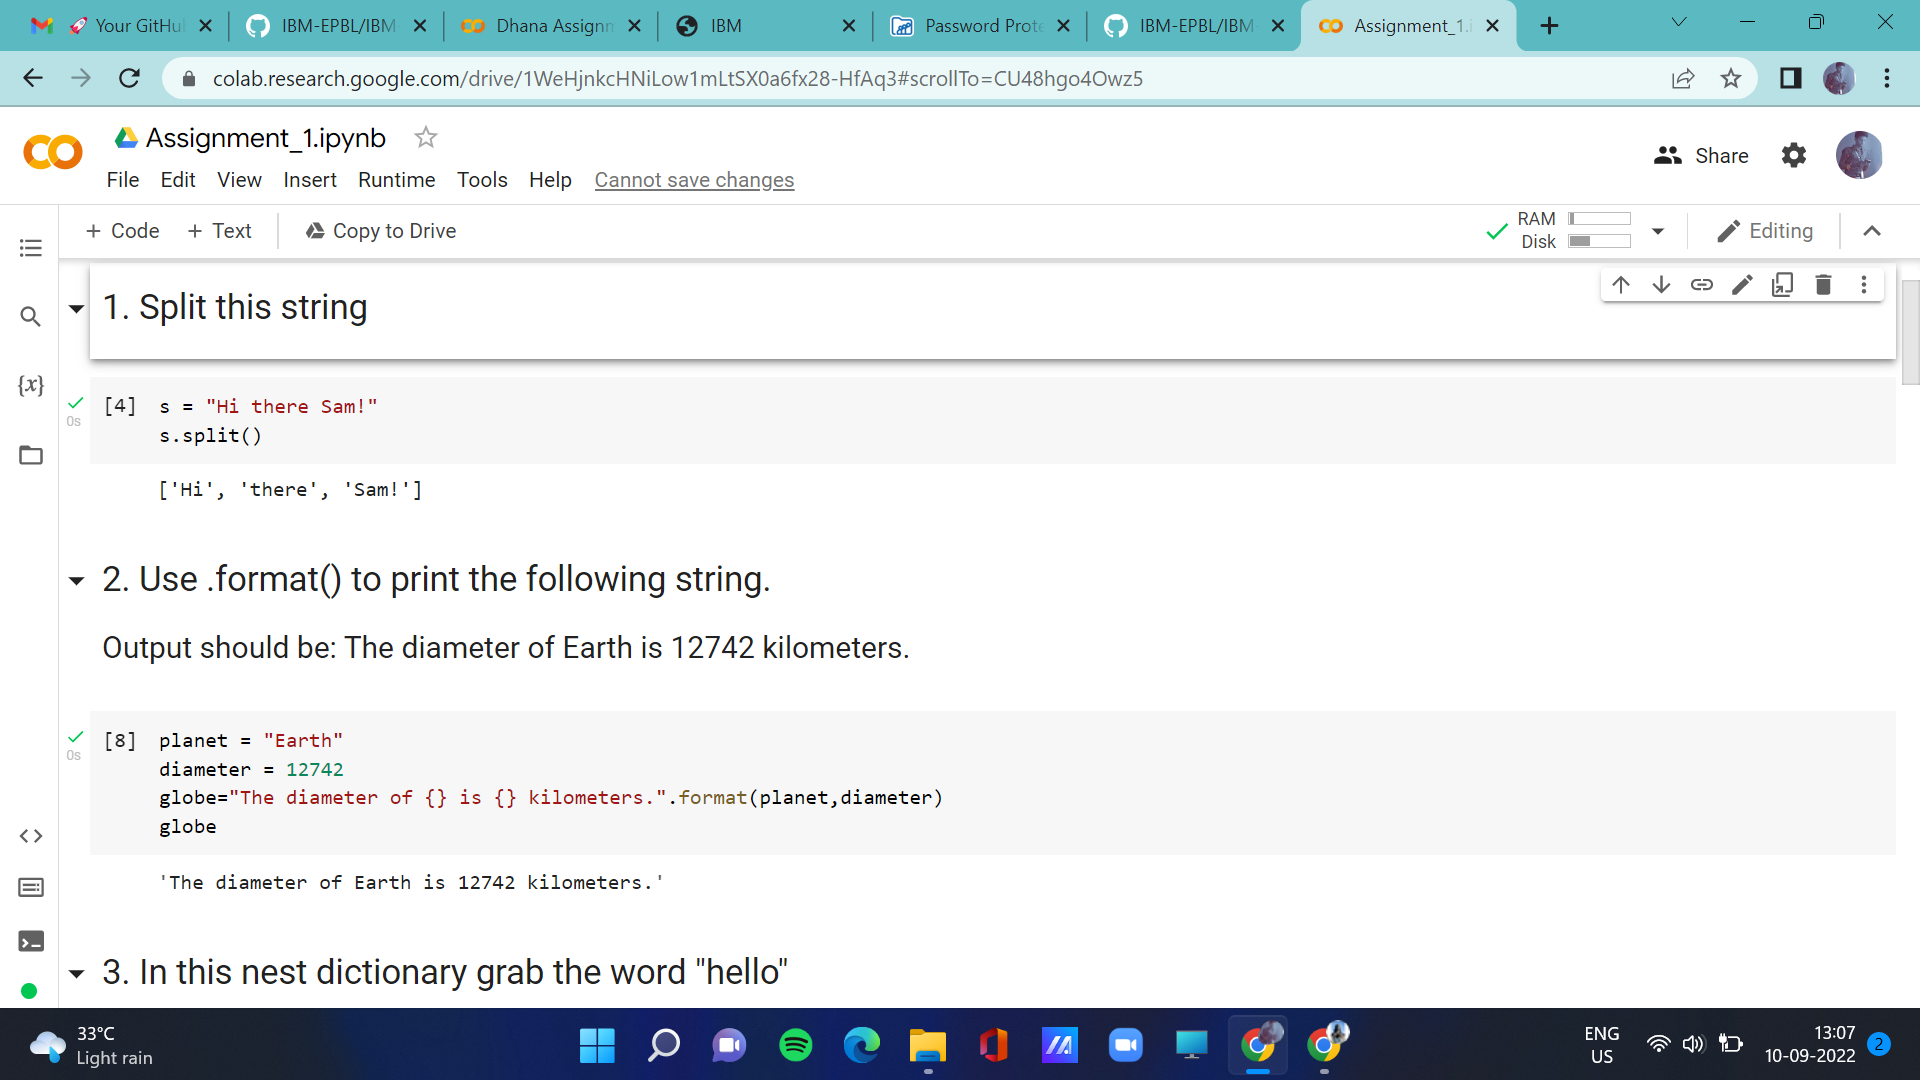 Your GitHu
IBM-EPBL/IBM-
Dhana Assignn
IBM
Password Prote
IBM-EPBL/IBM-
Assignment_1.i
colab.research.google.com/drive/1WeHjnkcHNiLow1mLtSX0a6fx28-HfAq3#scrollTo=CU48hgo4Owz5
Assignment_1.ipynb
File Edit View Insert Runtime Tools Help Cannot save changes
Share
+ Code + Text Copy to Drive
RAM
Disk
Editing
1. Split this string
[4] s = "Hi there Sam!"
0s
s.split()
['Hi', 'there', 'Sam!']
2. Use .format() to print the following string.
Output should be: The diameter of Earth is 12742 kilometers.
[8] planet = "Earth"
0s
diameter = 12742
globe="The diameter of {} is {} kilometers.".format(planet,diameter)
globe
'The diameter of Earth is 12742 kilometers.'
3. In this nest dictionary grab the word "hello"
33°C
Light rain
ENG
US
13:07
10-09-2022
2